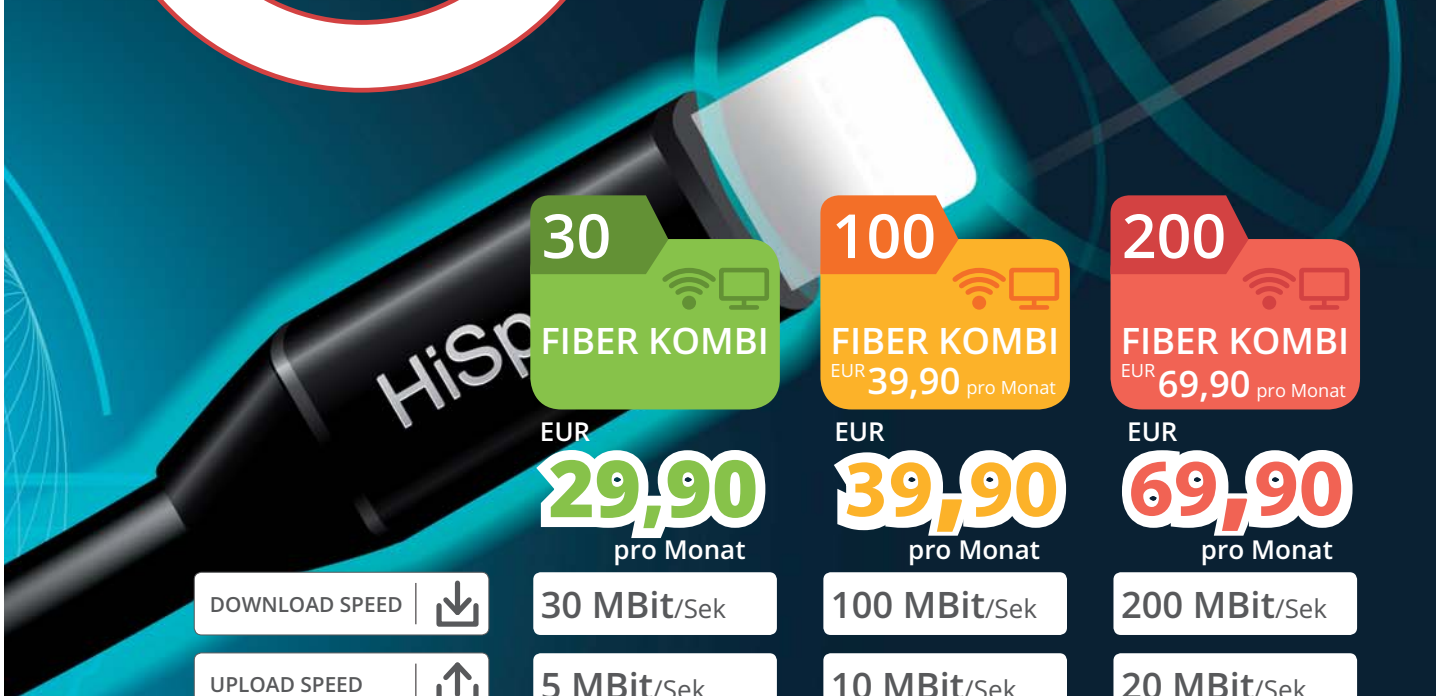 HiSp
30
FIBER KOMBI
EUR
29,90
pro Monat
100
FIBER KOMBI
EUR 39,90 pro Monat
EUR
39,90
pro Monat
200
FIBER KOMBI
EUR 69,90 pro Monat
EUR
69,90
pro Monat
DOWNLOAD SPEED 30 MBit/Sek 100 MBit/Sek 200 MBit/Sek
UPLOAD SPEED 5 MBit/Sek 10 MBit/Sek 20 MBit/Sek